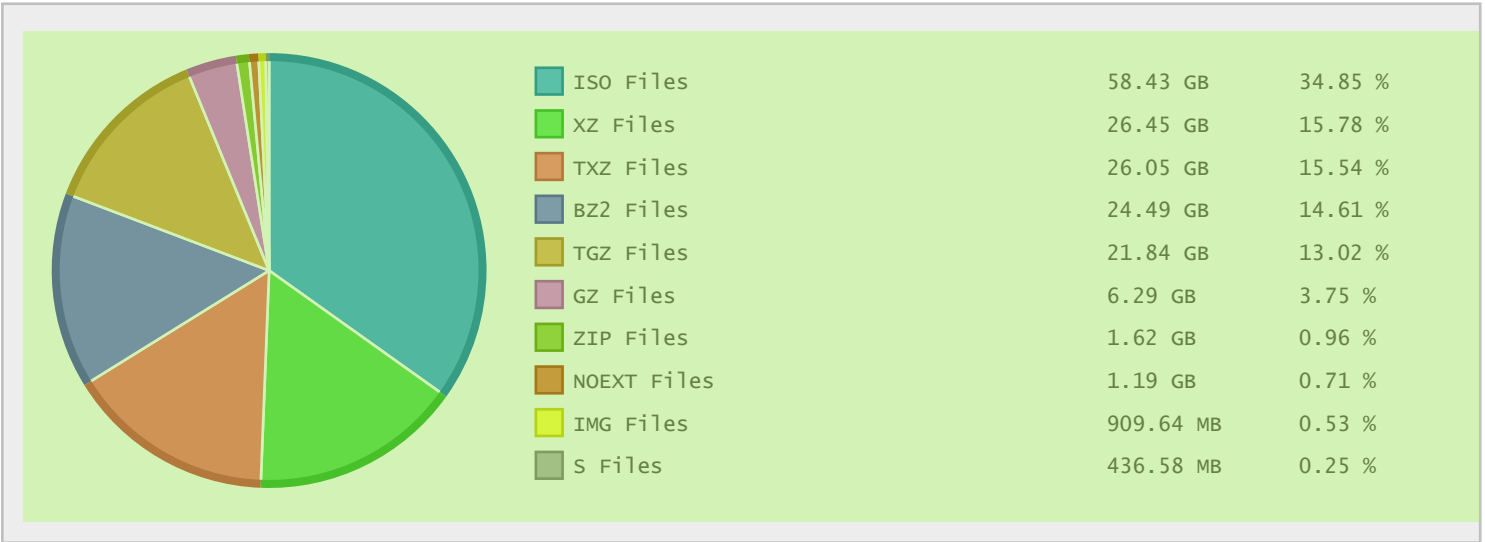 ISO Files 58.43 GB 34.85 %
XZ Files 26.45 GB 15.78 %
TXZ Files 26.05 GB 15.54 %
BZ2 Files 24.49 GB 14.61 %
TGZ Files 21.84 GB 13.02 %
GZ Files 6.29 GB 3.75 %
ZIP Files 1.62 GB 0.96 %
NOEXT Files 1.19 GB 0.71 %
IMG Files 909.64 MB 0.53 %
S Files 436.58 MB 0.25 %